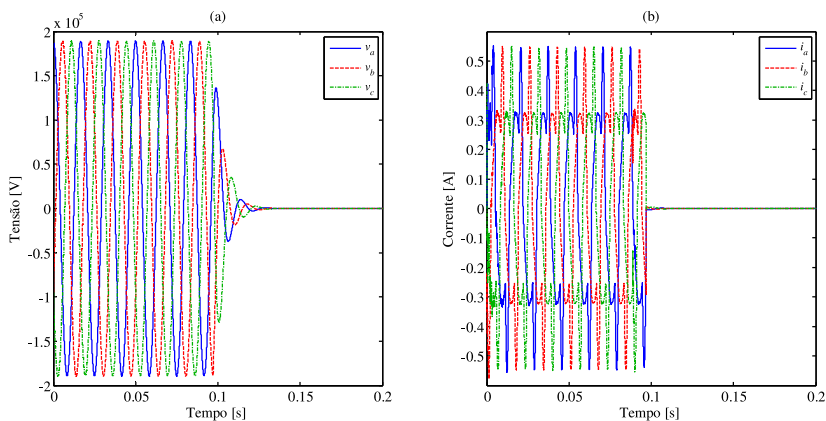 (a)
x 10⁵
2
1.5
1
0.5
0
-0.5
-1
-1.5
-2
0
0.05
0.1
0.15
0.2
Tensão [V]
Tempo [s]
v_a
v_b
v_c
(b)
0.5
0.4
0.3
0.2
0.1
0
-0.1
-0.2
-0.3
-0.4
-0.5
0
0.05
0.1
0.15
0.2
Corrente [A]
Tempo [s]
i_a
i_b
i_c